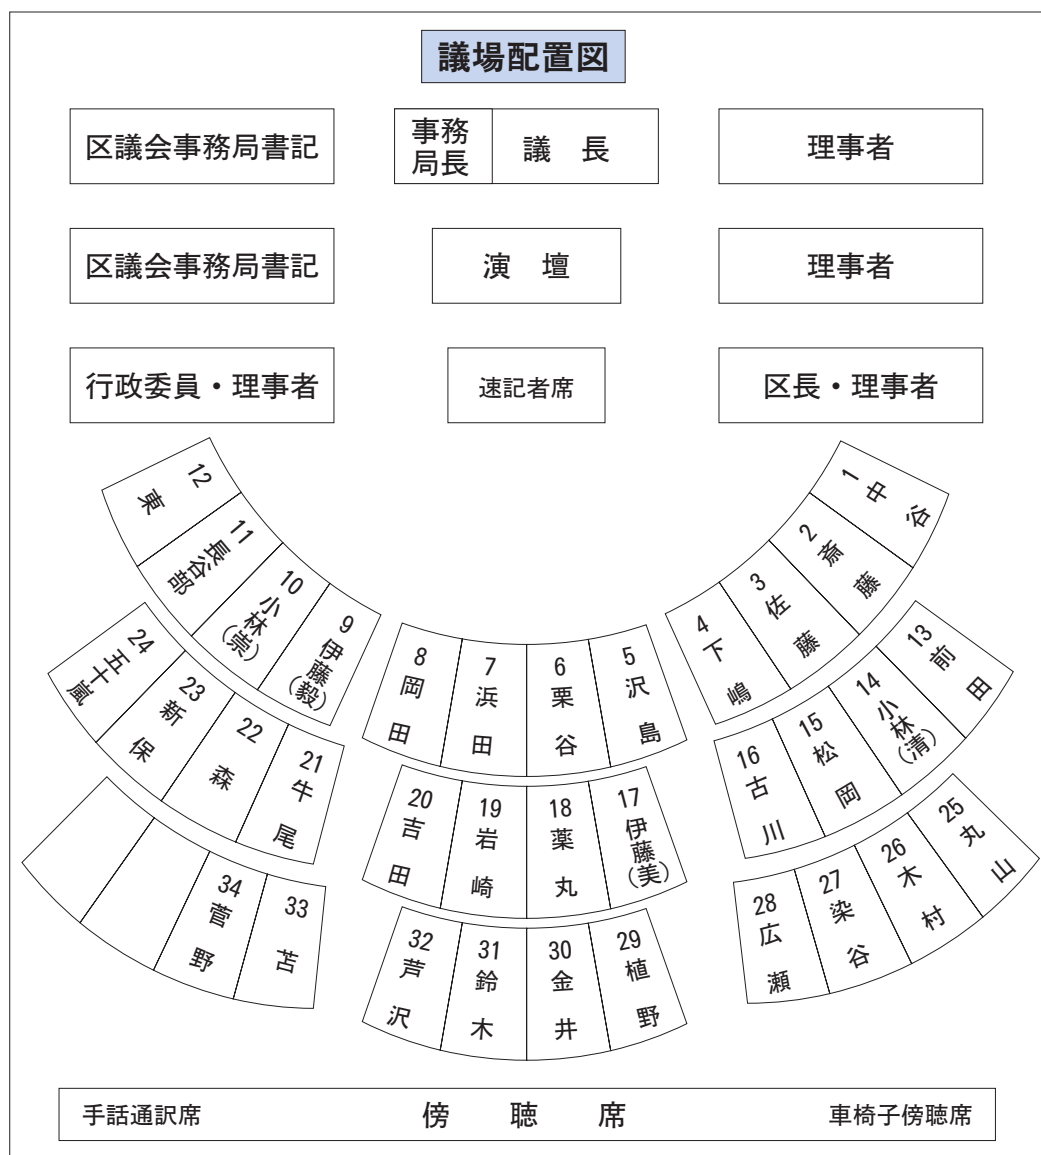 議場配置図
区議会事務局書記
事務局長
議 長
理事者
区議会事務局書記
演 壇
理事者
行政委員・理事者
速記者席
区長・理事者
1 中谷
2 斎藤
3 佐藤
4 下嶋
5 沢島
6 栗谷
7 浜田
8 岡田
9 伊藤(毅)
10 小林(崇)
11 長谷部
12 東
13 前田
14 小林(清)
15 松岡
16 古川
17 伊藤(美)
18 薬丸
19 岩崎
20 吉田
21 牛尾
22 森
23 新保
24 五十嵐
25 丸山
26 木村
27 染谷
28 広瀬
29 植野
30 金井
31 鈴木
32 芦沢
33 苫
34 菅野
手話通訳席
傍 聴 席
車椅子傍聴席